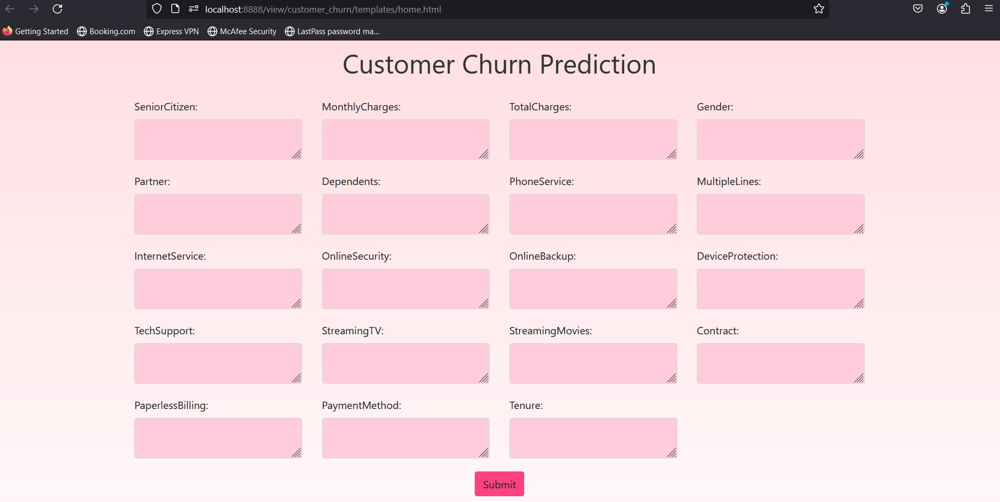 localhost:8888/view/customer_churn/templates/home.html
Getting Started Booking.com Express VPN McAfee Security LastPass password ma...
Customer Churn Prediction
SeniorCitizen: MonthlyCharges: TotalCharges: Gender:
Partner: Dependents: PhoneService: MultipleLines:
InternetService: OnlineSecurity: OnlineBackup: DeviceProtection:
TechSupport: StreamingTV: StreamingMovies: Contract:
PaperlessBilling: PaymentMethod: Tenure:
Submit